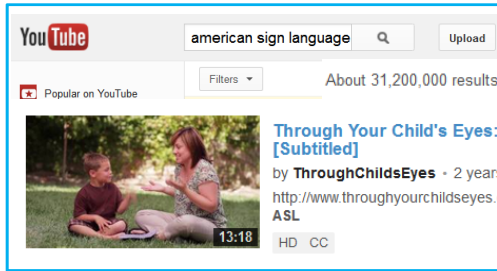 YouTube
american sign language
Upload
Filters
About 31,200,000 results
Popular on YouTube
Through Your Child's Eyes:
[Subtitled]
by ThroughChildsEyes · 2 years
http://www.throughyourchildseyes.
ASL
13:18
HD CC